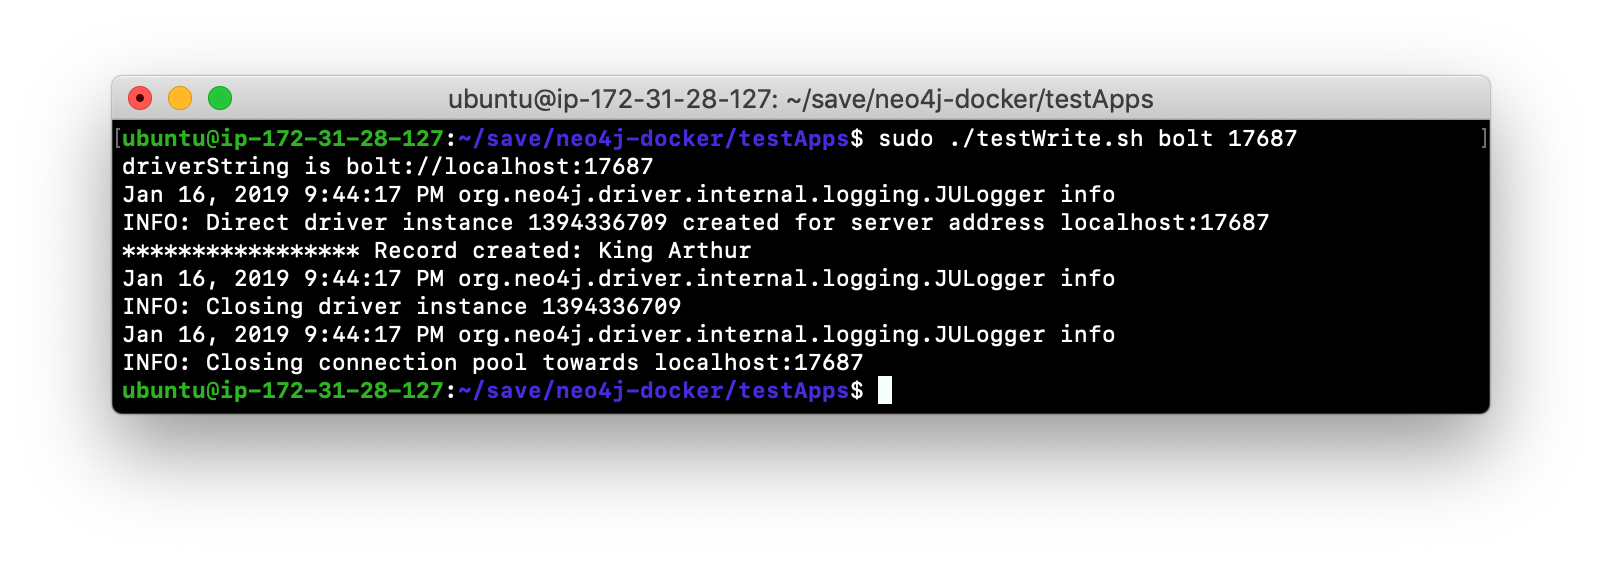 ubuntu@ip-172-31-28-127: ~/save/neo4j-docker/testApps
[ubuntu@ip-172-31-28-127:~/save/neo4j-docker/testApps$ sudo ./testWrite.sh bolt 17687 ]
driverString is bolt://localhost:17687
Jan 16, 2019 9:44:17 PM org.neo4j.driver.internal.logging.JULogger info
INFO: Direct driver instance 1394336709 created for server address localhost:17687
***************** Record created: King Arthur
Jan 16, 2019 9:44:17 PM org.neo4j.driver.internal.logging.JULogger info
INFO: Closing driver instance 1394336709
Jan 16, 2019 9:44:17 PM org.neo4j.driver.internal.logging.JULogger info
INFO: Closing connection pool towards localhost:17687
ubuntu@ip-172-31-28-127:~/save/neo4j-docker/testApps$